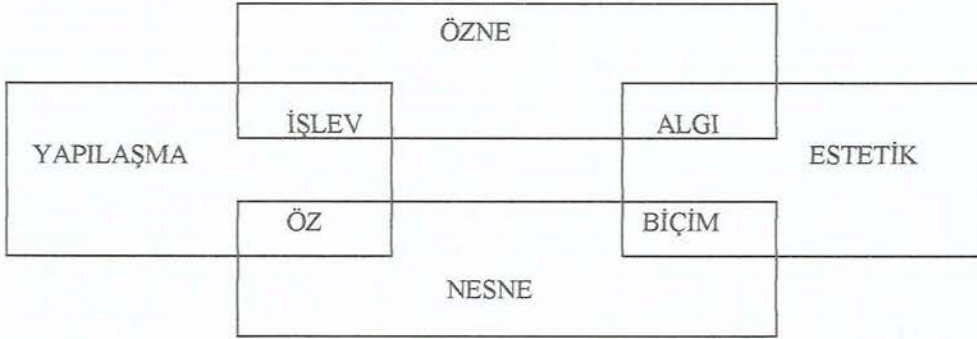 ÖZNE
İŞLEV
ALGI
YAPILAŞMA
ESTETİK
ÖZ
BİÇİM
NESNE